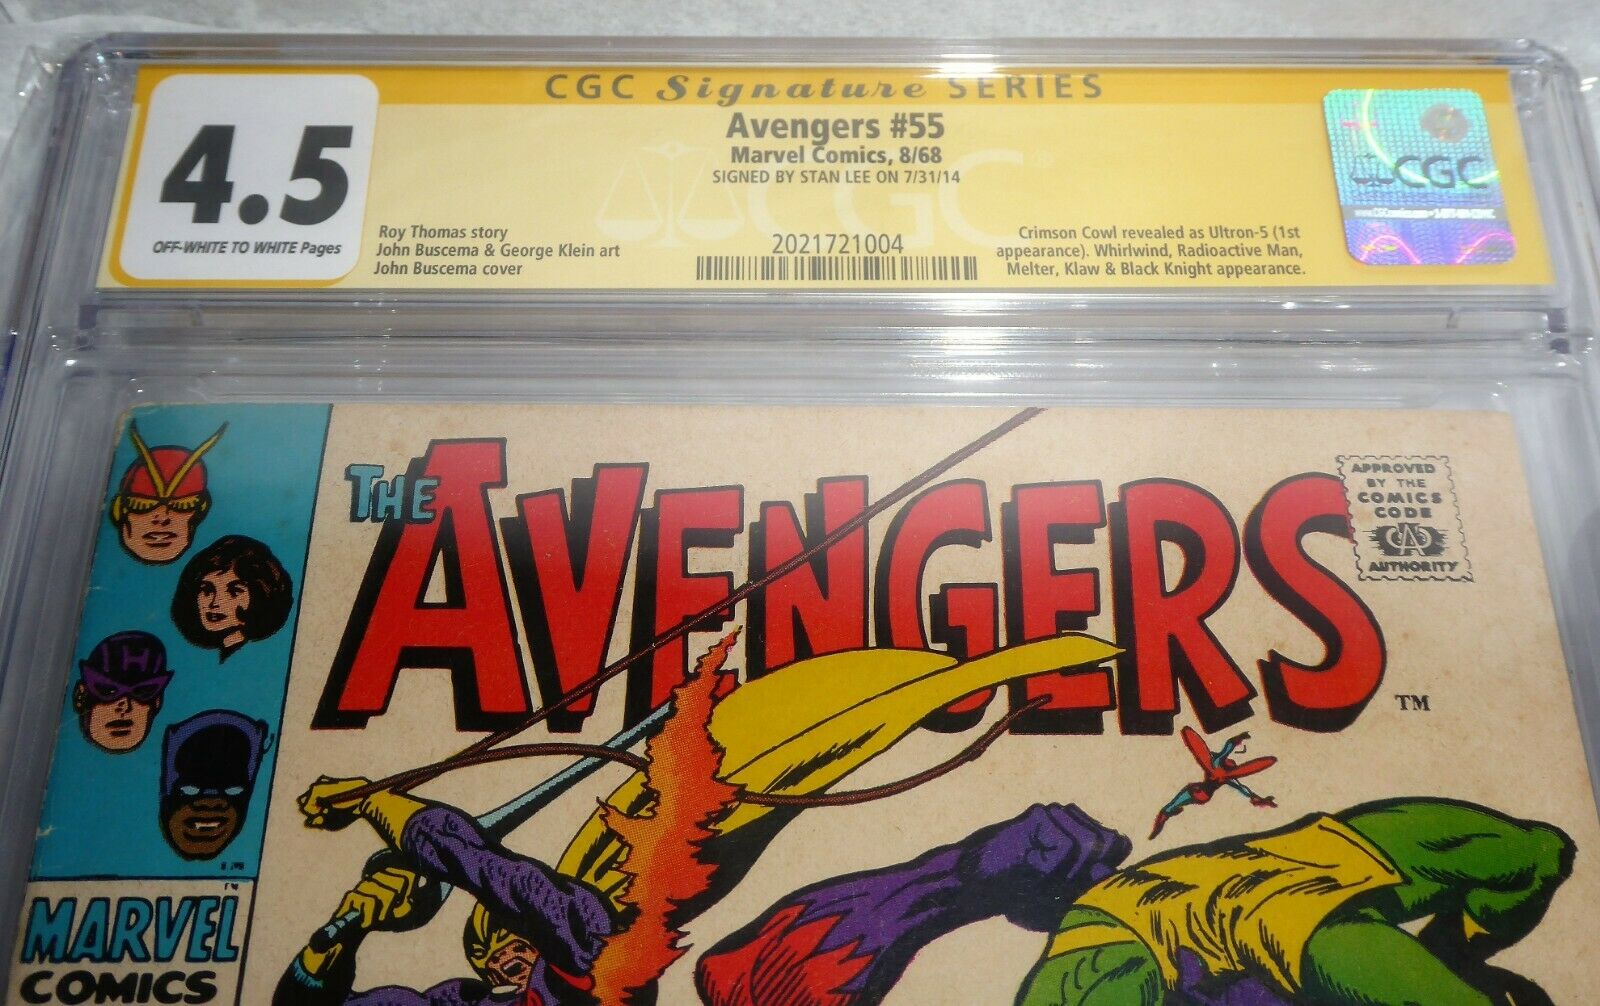 CGC Signature SERIES
4.5
OFF-WHITE TO WHITE Pages
Avengers #55
Marvel Comics, 8/68
SIGNED BY STAN LEE ON 7/31/14
Roy Thomas story
John Buscema & George Klein art
John Buscema cover
2021721004
Crimson Cowl revealed as Ultron-5 (1st
appearance). Whirlwind, Radioactive Man,
Melter, Klaw & Black Knight appearance.
CGC
CGC
THE AVENGERS
TM
APPROVED
BY THE
COMICS
CODE
CA
AUTHORITY
H
MARVEL
COMICS